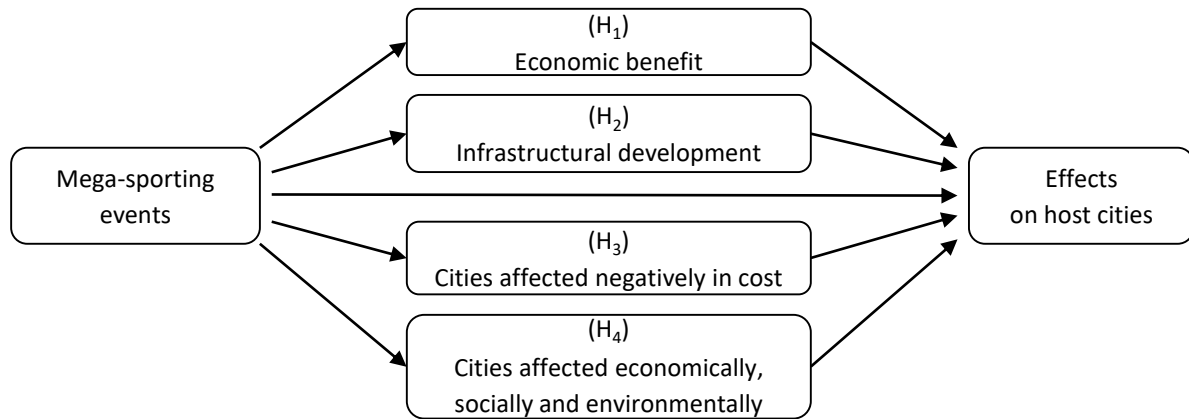 (H₁)
Economic benefit
(H₂)
Infrastructural development
Mega-sporting
events
Effects
on host cities
(H₃)
Cities affected negatively in cost
(H₄)
Cities affected economically,
socially and environmentally